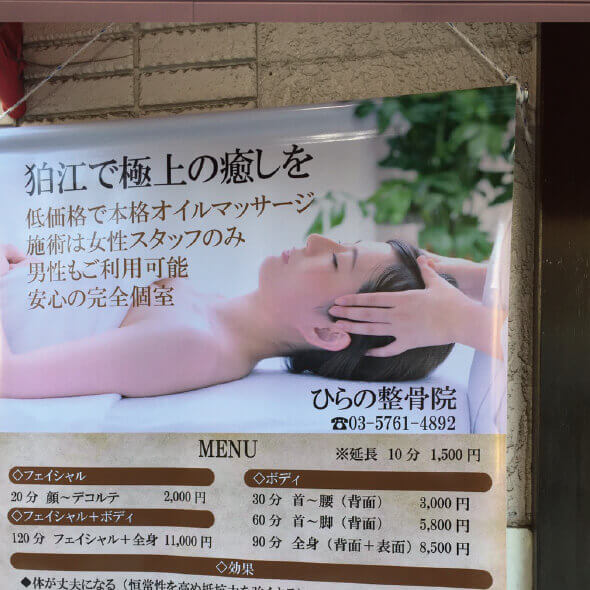 狛江で極上の癒しを
低価格で本格オイルマッサージ
施術は女性スタッフのみ
男性もご利用可能
安心の完全個室
ひらの整骨院
☎03-5761-4892
MENU
※延長 10分 1,500円
◇フェイシャル
20分 顔～デコルテ 2,000円
◇フェイシャル＋ボディ
120分 フェイシャル＋全身 11,000円
◇ボディ
30分 首～腰（背面） 3,000円
60分 首～脚（背面） 5,800円
90分 全身（背面＋表面） 8,500円
◇効果
◆体が丈夫になる（恒常性を高め抵抗力を強くする